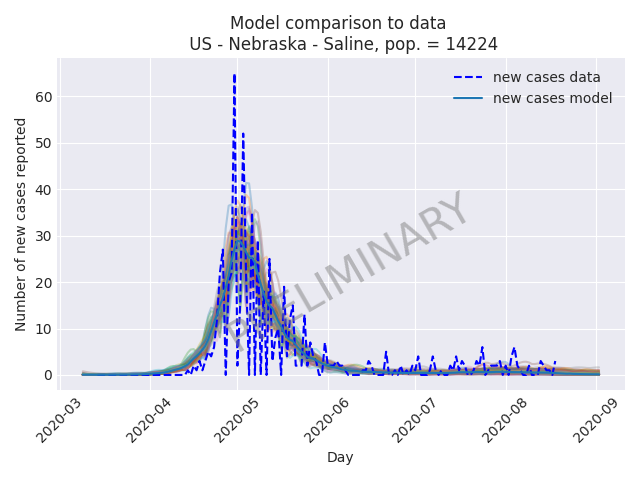 Model comparison to data
US - Nebraska - Saline, pop. = 14224
new cases data
new cases model
Number of new cases reported
60
50
40
30
20
10
0
PRELIMINARY
2020-03
2020-04
2020-05
2020-06
2020-07
2020-08
2020-09
Day